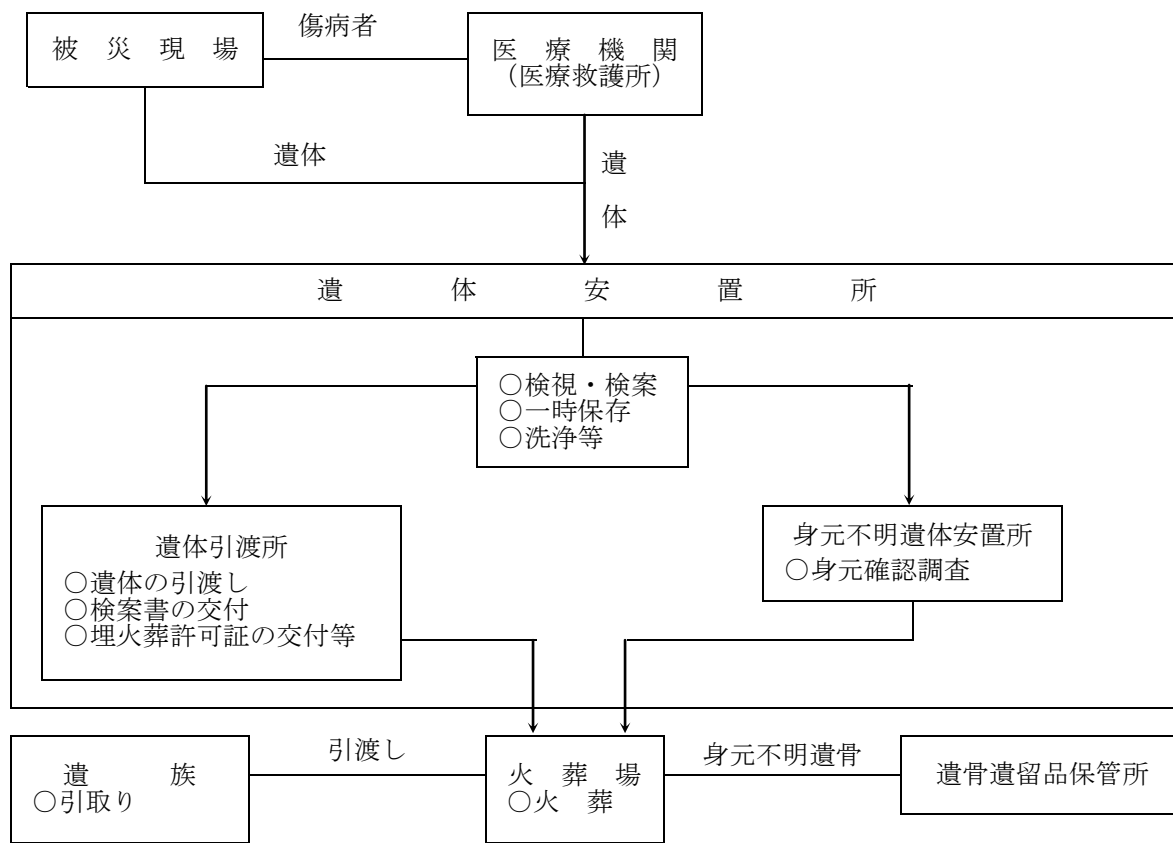 傷病者
被災現場
医療機関
（医療救護所）
遺体
遺
体
遺体安置所
○検視・検案
○一時保存
○洗浄等
遺体引渡所
○遺体の引渡し
○検案書の交付
○埋火葬許可証の交付等
身元不明遺体安置所
○身元確認調査
遺族
○引取り
引渡し
火葬場
○火　葬
身元不明遺骨
遺骨遺留品保管所